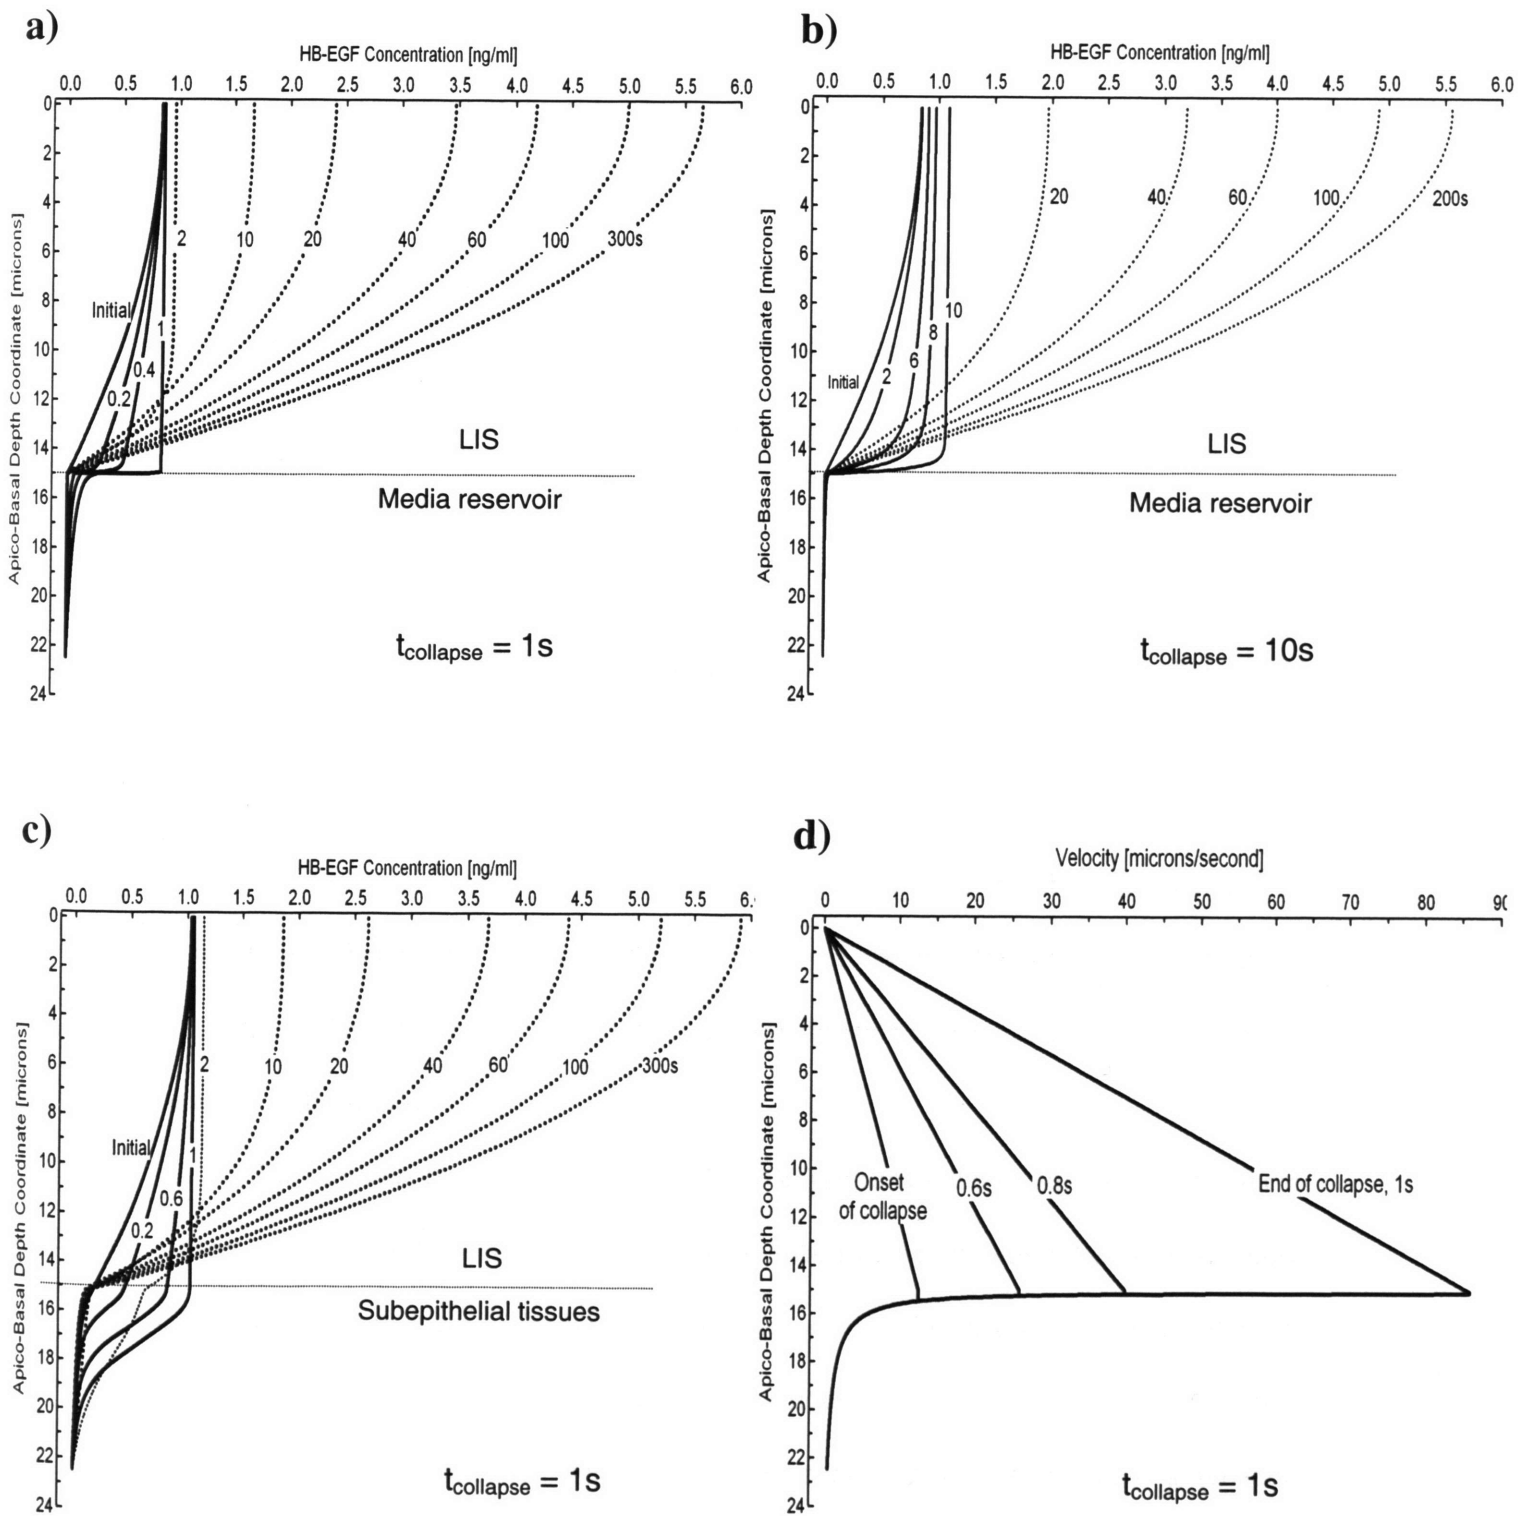 a)
HB-EGF Concentration [ng/ml]
0.0 0.5 1.0 1.5 2.0 2.5 3.0 3.5 4.0 4.5 5.0 5.5 6.0
Apico-Basal Depth Coordinate [microns]
0
2
4
6
8
10
12
14
16
18
20
22
24
2 10 20 40 60 100 300s
Initial
1
0.4
0.2
LIS
Media reservoir
tcollapse = 1s
b)
HB-EGF Concentration [ng/ml]
0.0 0.5 1.0 1.5 2.0 2.5 3.0 3.5 4.0 4.5 5.0 5.5 6.0
Apico-Basal Depth Coordinate [microns]
0
2
4
6
8
10
12
14
16
18
20
22
24
20 40 60 100 200s
10
8
6
2
Initial
LIS
Media reservoir
tcollapse = 10s
c)
HB-EGF Concentration [ng/ml]
0.0 0.5 1.0 1.5 2.0 2.5 3.0 3.5 4.0 4.5 5.0 5.5 6.
Apico-Basal Depth Coordinate [microns]
0
2
4
6
8
10
12
14
16
18
20
22
24
2 10 20 40 60 100 300s
Initial
1
0.6
0.2
LIS
Subepithelial tissues
tcollapse = 1s
d)
Velocity [microns/second]
0 10 20 30 40 50 60 70 80 90
Apico-Basal Depth Coordinate [microns]
0
2
4
6
8
10
12
14
16
18
20
22
24
Onset
of collapse
0.6s
0.8s
End of collapse, 1s
tcollapse = 1s